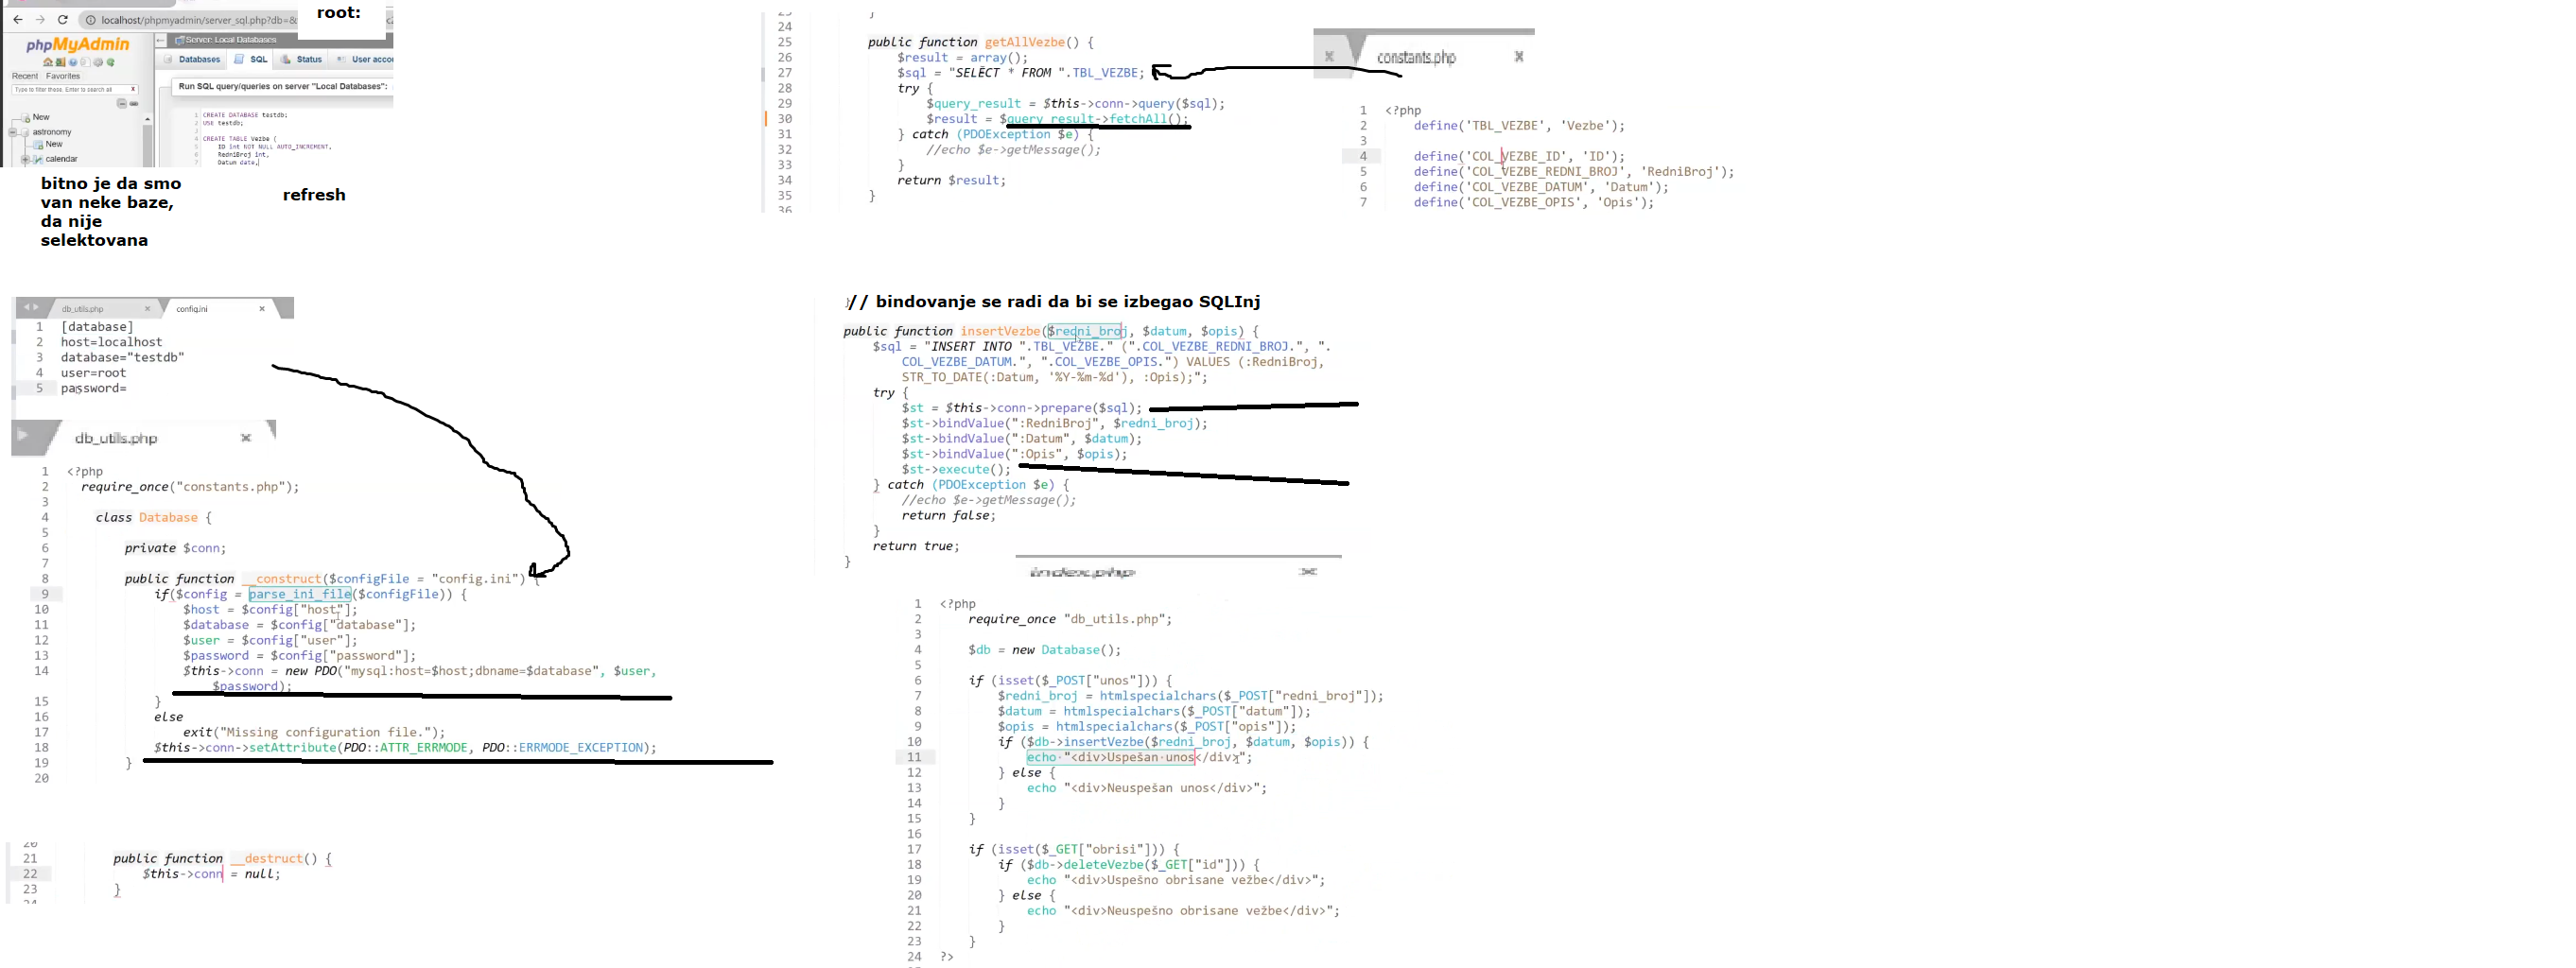 root:
localhost/phpmyadmin/server_sql.php?db=&
phpMyAdmin
Server: Local Databases
Recent Favorites
Databases SQL Status User accou
Type to filter these, Enter to search all X
Run SQL query/queries on server "Local Databases":
New
astronomy
New
calendar
1 CREATE DATABASE testdb;
2 USE testdb;
3
4 CREATE TABLE Vezbe (
5 ID int NOT NULL AUTO_INCREMENT,
6 RedniBroj int,
7 Datum date,
bitno je da smo
van neke baze,
da nije
selektovana
refresh
db_utils.php × config.ini ×
1 [database]
2 host=localhost
3 database="testdb"
4 user=root
5 password=
db_utils.php ×
1 <?php
2 require_once("constants.php");
3
4 class Database {
5
6 private $conn;
7
8 public function __construct($configFile = "config.ini") {
9 if($config = parse_ini_file($configFile)) {
10 $host = $config["host"];
11 $database = $config["database"];
12 $user = $config["user"];
13 $password = $config["password"];
14 $this->conn = new PDO("mysql:host=$host;dbname=$database", $user,
$password);
15 }
16 else
17 exit("Missing configuration file.");
18 $this->conn->setAttribute(PDO::ATTR_ERRMODE, PDO::ERRMODE_EXCEPTION);
19 }
20
20
21 public function __destruct() {
22 $this->conn = null;
23 }
24
25 public function getAllVezbe() {
26 $result = array();
27 $sql = "SELECT * FROM ".TBL_VEZBE;
28 try {
29 $query_result = $this->conn->query($sql);
30 $result = $query_result->fetchAll();
31 } catch (PDOException $e) {
32 //echo $e->getMessage();
33 }
34 return $result;
35 }
36
constants.php ×
1 <?php
2 define('TBL_VEZBE', 'Vezbe');
3
4 define('COL_VEZBE_ID', 'ID');
5 define('COL_VEZBE_REDNI_BROJ', 'RedniBroj');
6 define('COL_VEZBE_DATUM', 'Datum');
7 define('COL_VEZBE_OPIS', 'Opis');
// bindovanje se radi da bi se izbegao SQLInj
public function insertVezbe($redni_broj, $datum, $opis) {
$sql = "INSERT INTO ".TBL_VEZBE." (".COL_VEZBE_REDNI_BROJ.", ".
COL_VEZBE_DATUM.", ".COL_VEZBE_OPIS.") VALUES (:RedniBroj,
STR_TO_DATE(:Datum, '%Y-%m-%d'), :Opis);";
try {
$st = $this->conn->prepare($sql);
$st->bindValue(":RedniBroj", $redni_broj);
$st->bindValue(":Datum", $datum);
$st->bindValue(":Opis", $opis);
$st->execute();
} catch (PDOException $e) {
//echo $e->getMessage();
return false;
}
return true;
}
index.php ×
1 <?php
2 require_once "db_utils.php";
3
4 $db = new Database();
5
6 if (isset($_POST["unos"])) {
7 $redni_broj = htmlspecialchars($_POST["redni_broj"]);
8 $datum = htmlspecialchars($_POST["datum"]);
9 $opis = htmlspecialchars($_POST["opis"]);
10 if ($db->insertVezbe($redni_broj, $datum, $opis)) {
11 echo "<div>Uspešan unos</div>";
12 } else {
13 echo "<div>Neuspešan unos</div>";
14 }
15 }
16
17 if (isset($_GET["obrisi"])) {
18 if ($db->deleteVezbe($_GET["id"])) {
19 echo "<div>Uspešno obrisane vežbe</div>";
20 } else {
21 echo "<div>Neuspešno obrisane vežbe</div>";
22 }
23 }
24 ?>